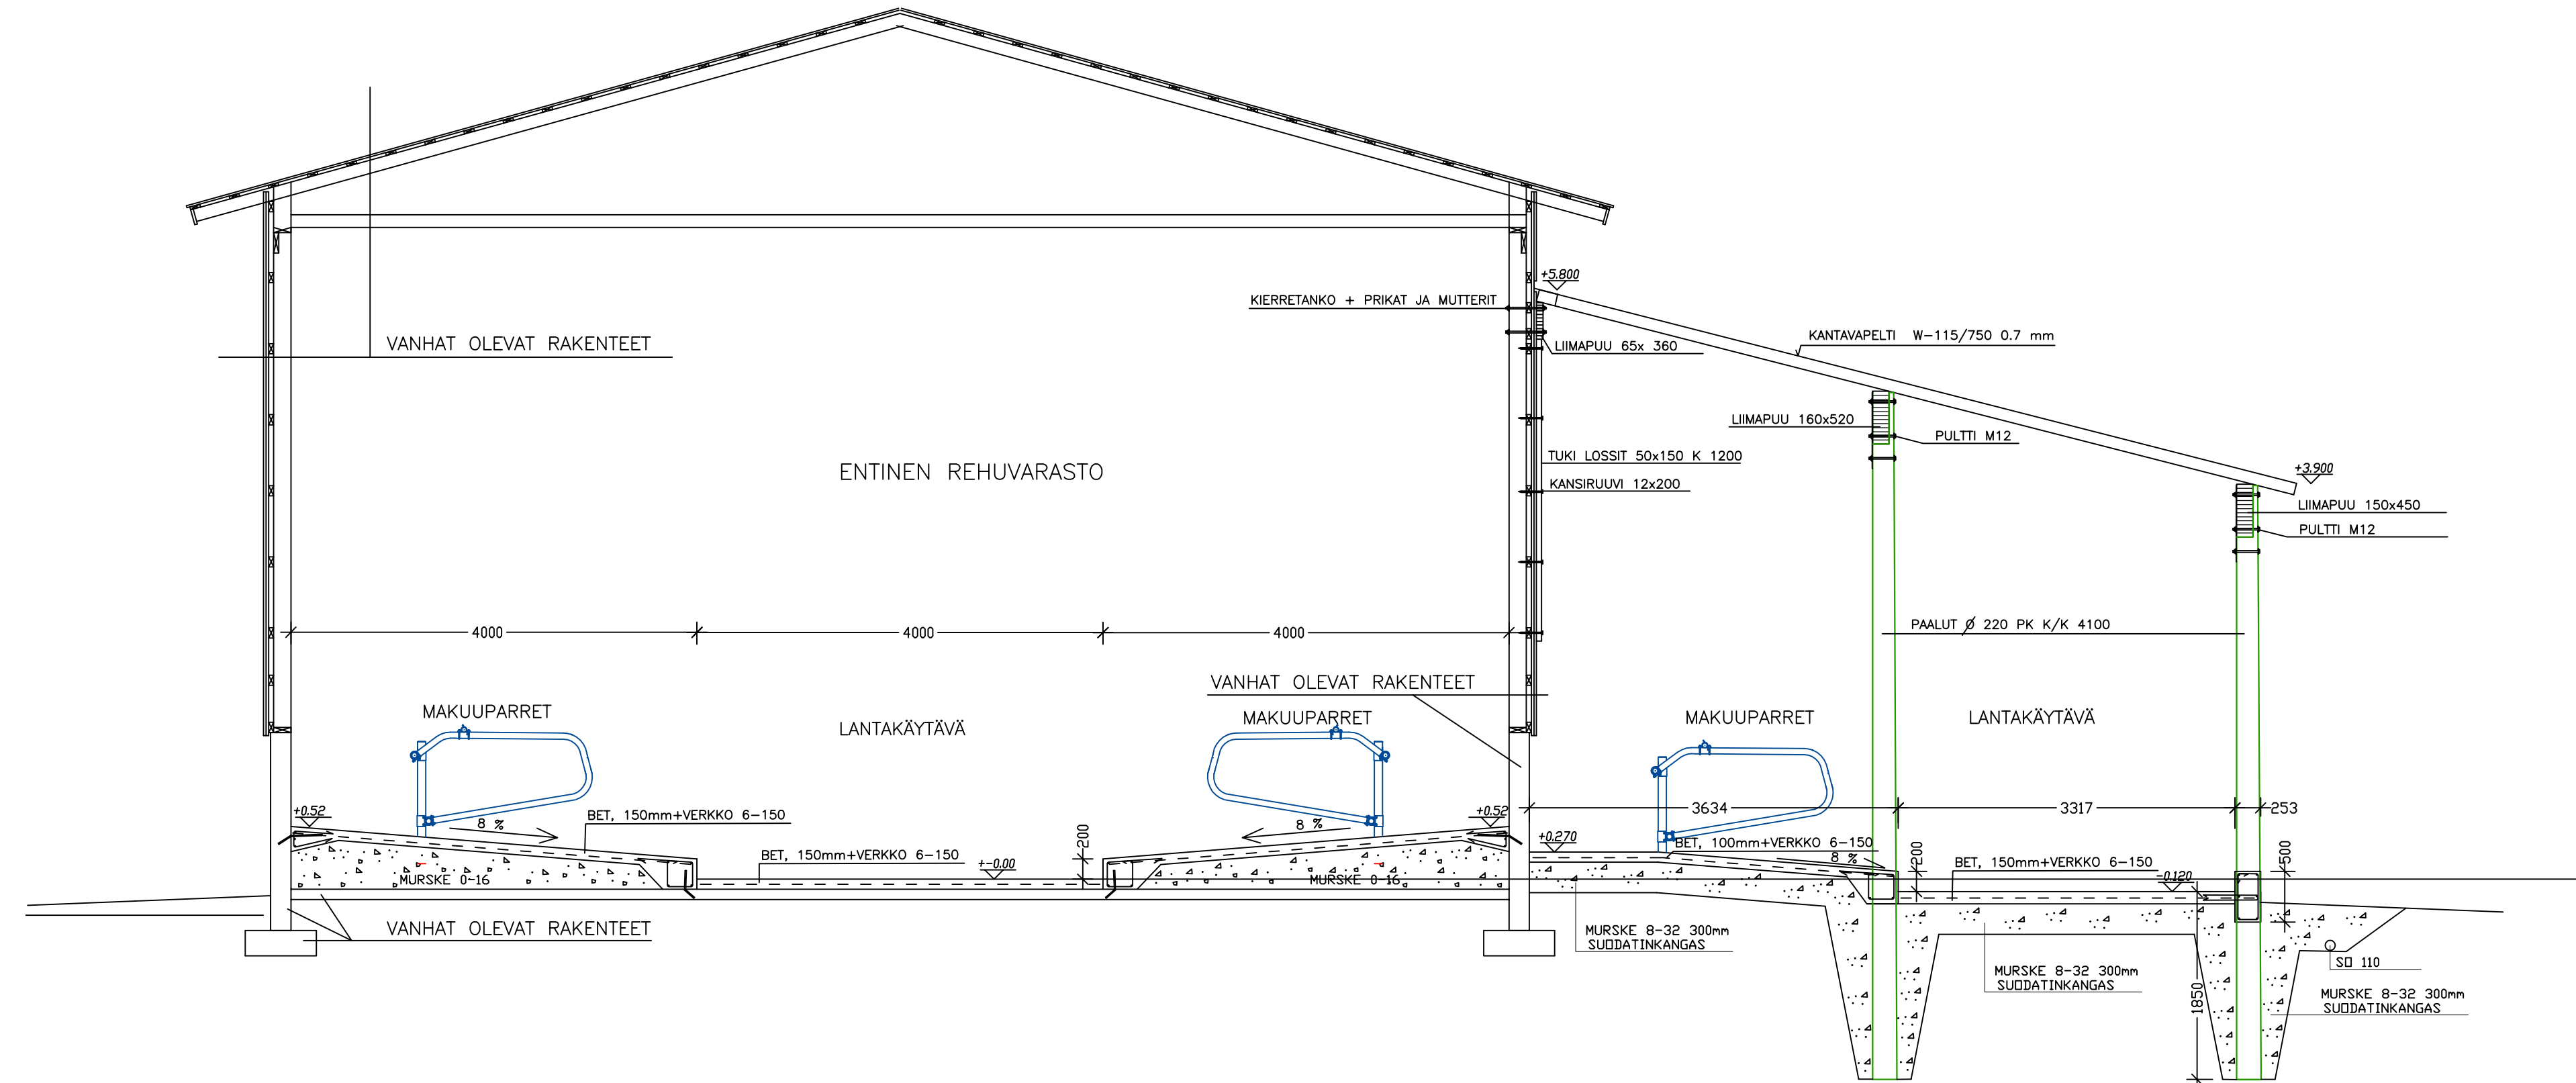 +5.800
KIERRETANKO + PRIKAT JA MUTTERIT
KANTAVAPELTI W-115/750 0.7 mm
VANHAT OLEVAT RAKENTEET
LIIMAPUU 65x 360
LIIMAPUU 160x520
PULTTI M12
ENTINEN REHUVARASTO
TUKI LOSSIT 50x150 K 1200
+3.900
KANSIRUUVI 12x200
LIIMAPUU 150x450
PULTTI M12
4000
4000
4000
PAALUT Ø 220 PK K/K 4100
VANHAT OLEVAT RAKENTEET
MAKUUPARRET
LANTAKÄYTÄVÄ
MAKUUPARRET
MAKUUPARRET
LANTAKÄYTÄVÄ
+0.52
8 %
BET, 150mm+VERKKO 6-150
200
8 %
+0.52
3634
3317
253
+0.270
BET, 100mm+VERKKO 6-150
8 %
200
BET, 150mm+VERKKO 6-150
-0.120
500
BET, 150mm+VERKKO 6-150
+-0.00
MURSKE 0-16
MURSKE 0-16
VANHAT OLEVAT RAKENTEET
MURSKE 8-32 300mm
SUODATINKANGAS
MURSKE 8-32 300mm
SUODATINKANGAS
1850
SO 110
MURSKE 8-32 300mm
SUODATINKANGAS